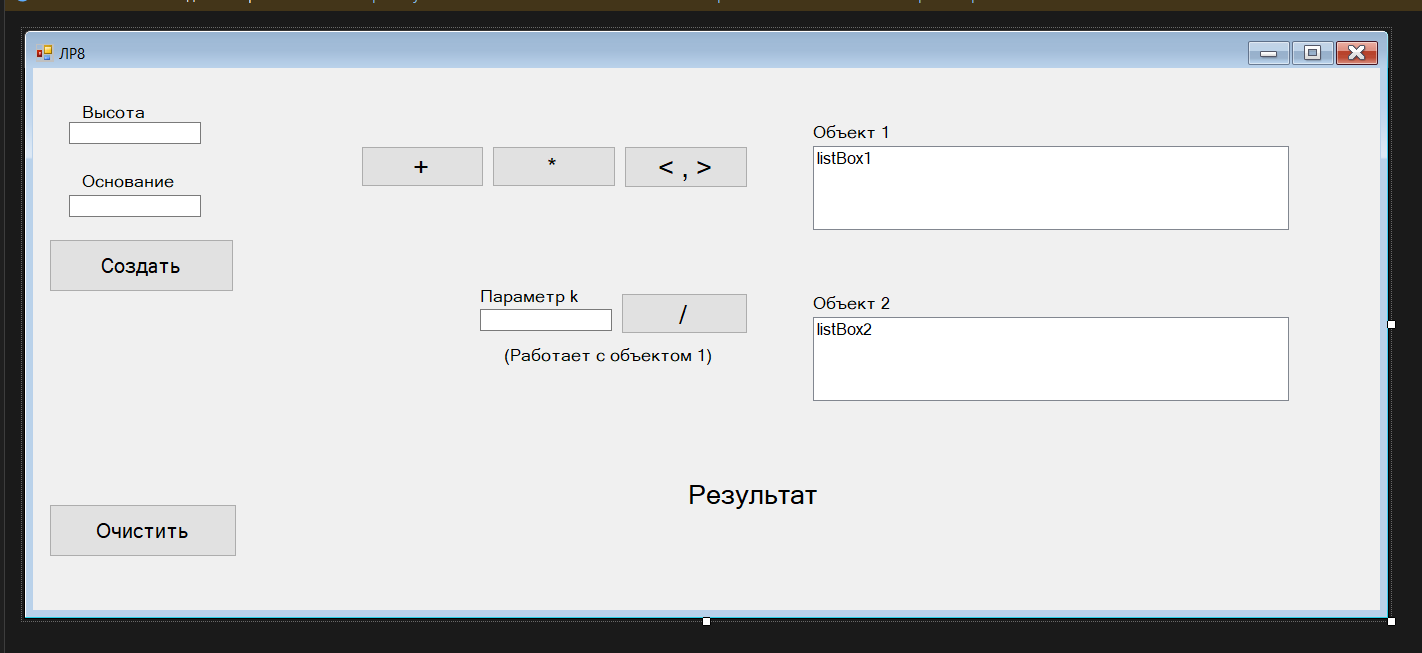 ЛР8
Высота
Основание
Создать
Очистить
+
*
< , >
Параметр k
/
(Работает с объектом 1)
Объект 1
listBox1
Объект 2
listBox2
Результат